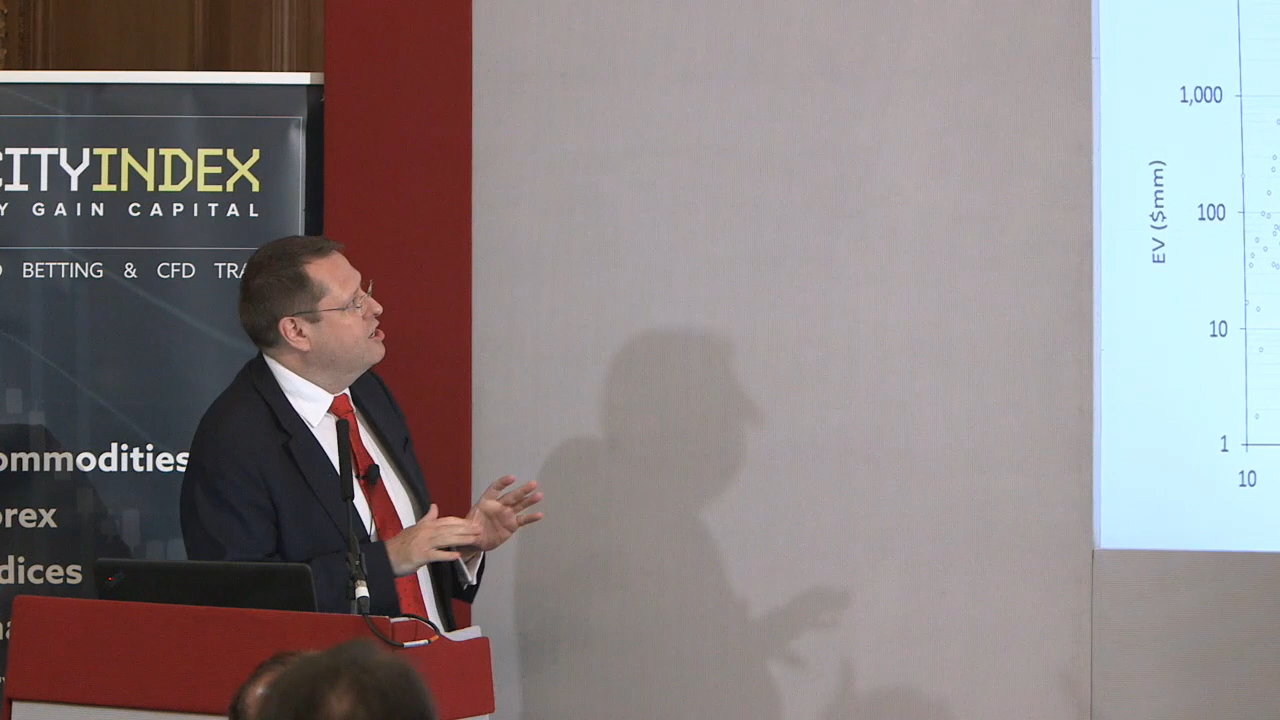 CITYINDEX
Y GAIN CAPITAL
BETTING & CFD TRA
ommodities
orex
dices
1,000
100
10
1
10
EV ($mm)